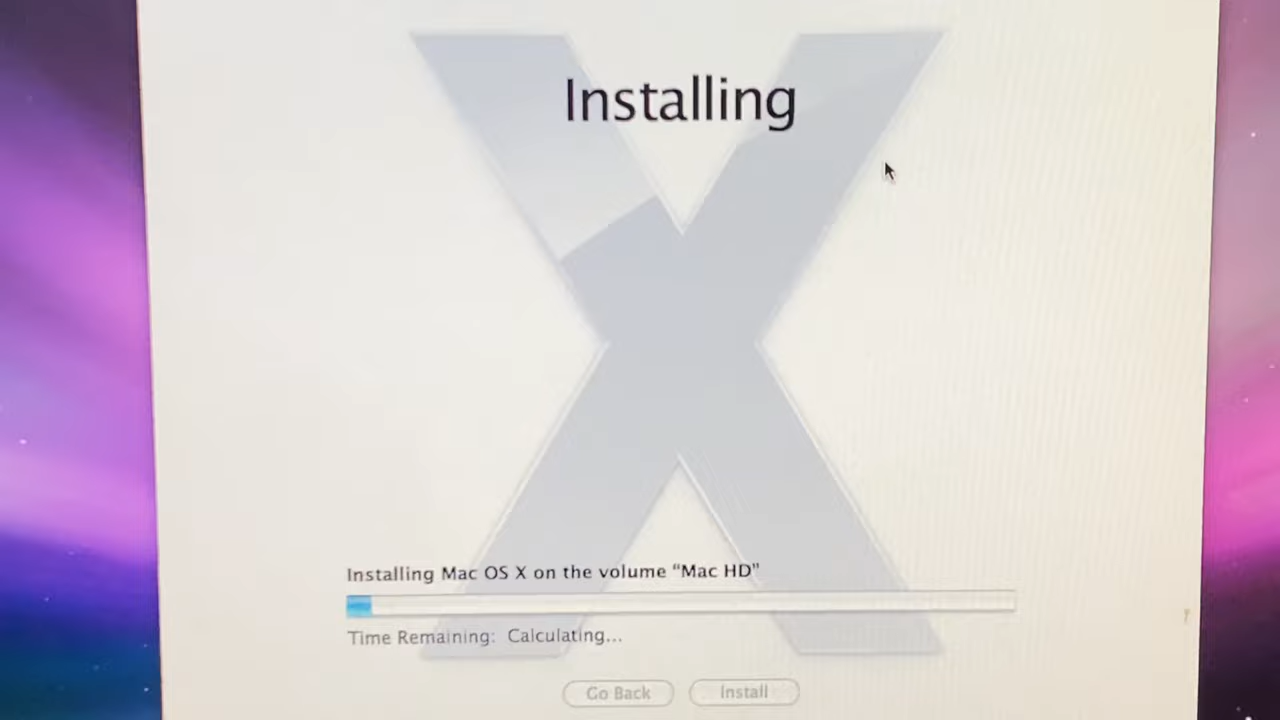 Installing
Installing Mac OS X on the volume “Mac HD”
Time Remaining: Calculating...
Go Back
Install